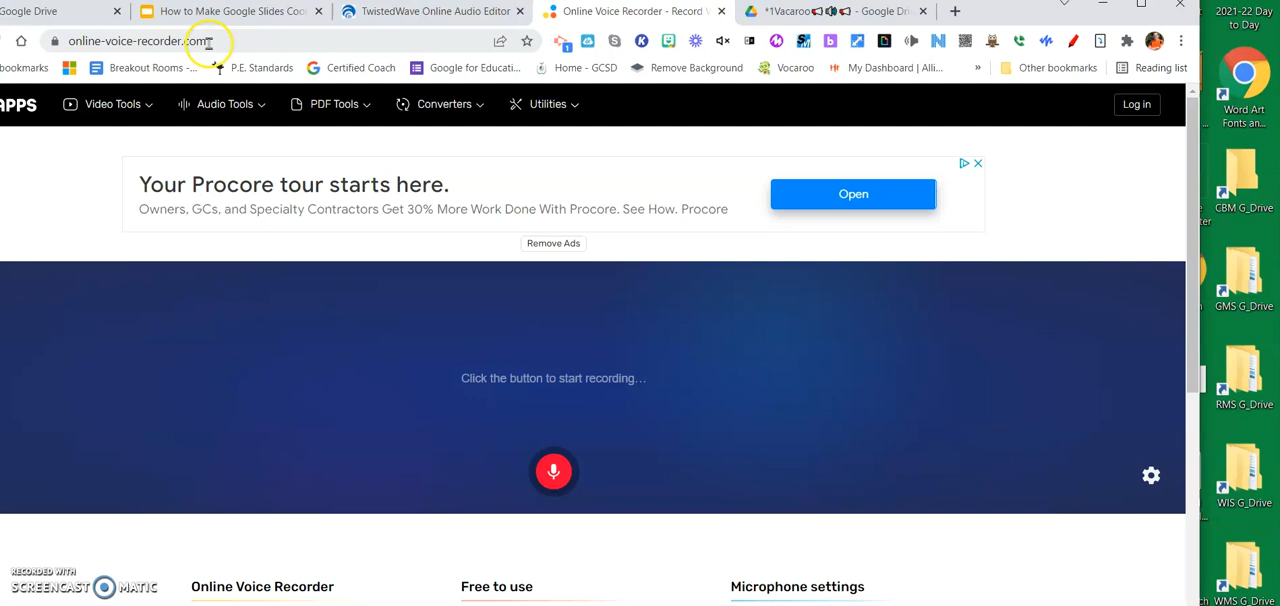 Google Drive
How to Make Google Slides Coo
TwistedWave Online Audio Editor
Online Voice Recorder - Record V
*1Vacaroo📢🔊📢 - Google Dri
2021-22 Day
to Day
online-voice-recorder.com
ookmarks
Breakout Rooms -...
P.E. Standards
Certified Coach
Google for Educati...
Home - GCSD
Remove Background
Vocaroo
My Dashboard | Alli...
»
Other bookmarks
Reading list
APPS
Video Tools
Audio Tools
PDF Tools
Converters
Utilities
Log in
Word Art
Fonts an...
Your Procore tour starts here.
Owners, GCs, and Specialty Contractors Get 30% More Work Done With Procore. See How. Procore
Open
Remove Ads
CBM G_Drive
GMS G_Drive
Click the button to start recording...
RMS G_Drive
WIS G_Drive
RECORDED WITH
SCREENCAST MATIC
Online Voice Recorder
Free to use
Microphone settings
WMS G_Drive